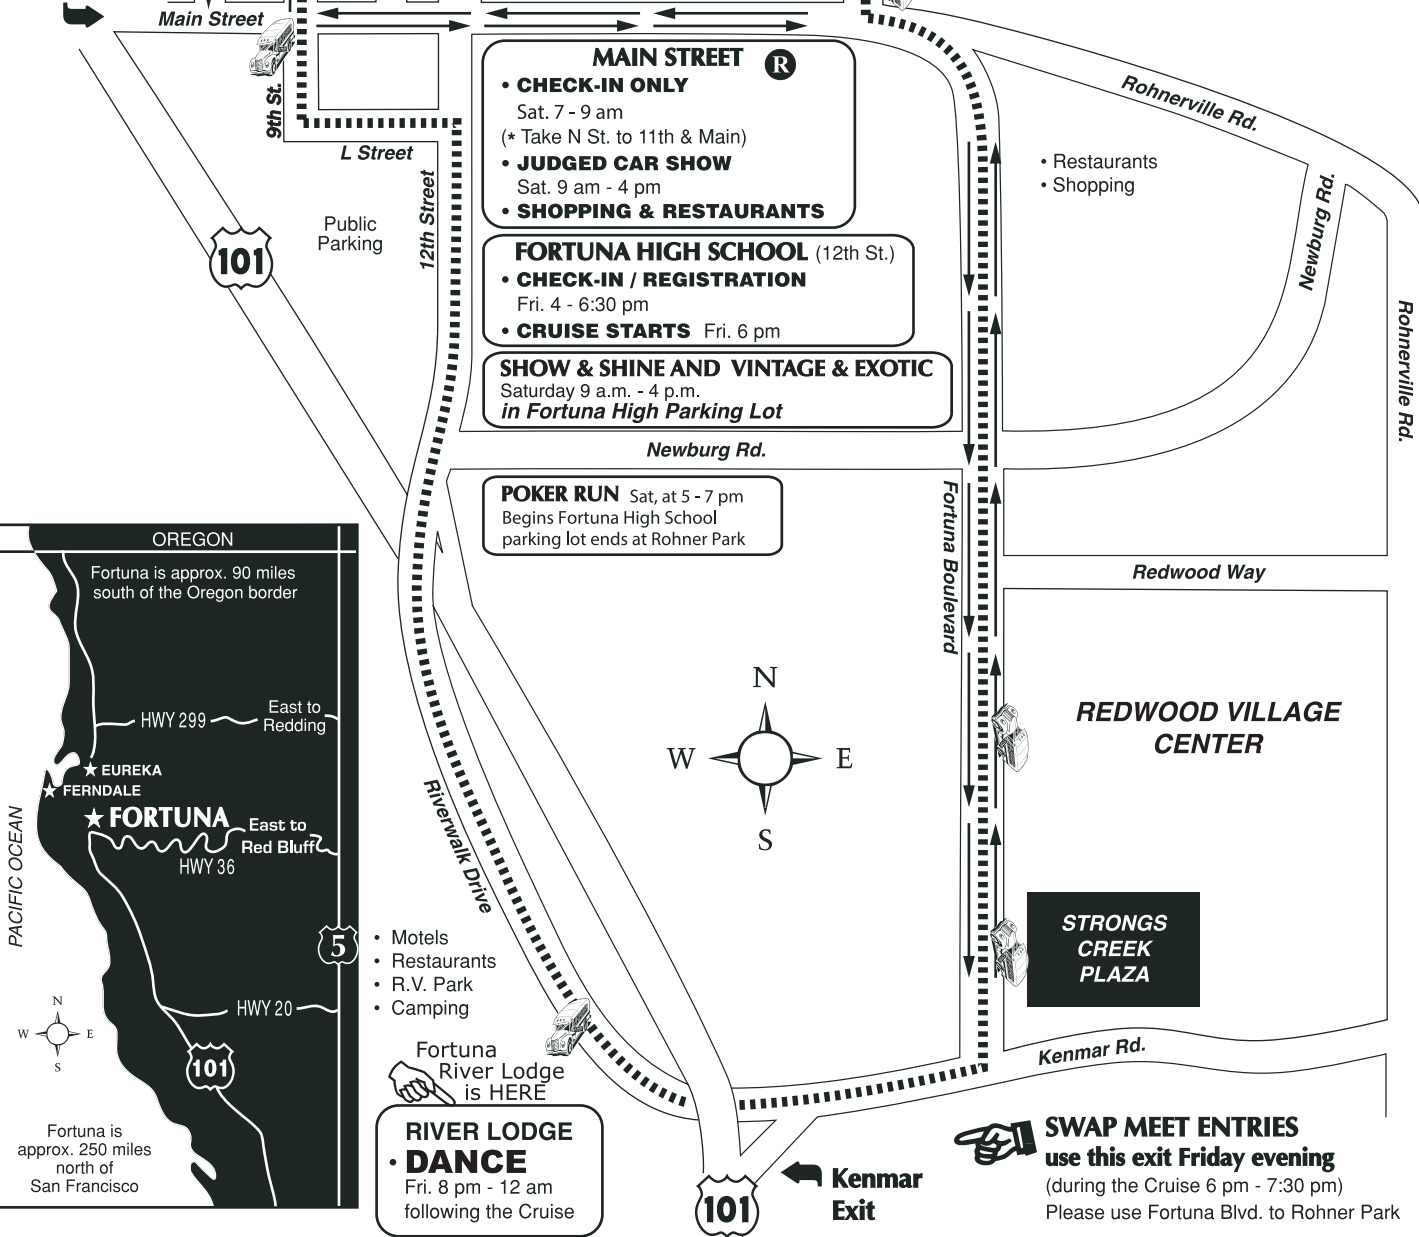 Main Street
9th St.
L Street
12th Street
Public
Parking
101
MAIN STREET R
• CHECK-IN ONLY
Sat. 7 - 9 am
(* Take N St. to 11th & Main)
• JUDGED CAR SHOW
Sat. 9 am - 4 pm
• SHOPPING & RESTAURANTS
FORTUNA HIGH SCHOOL (12th St.)
• CHECK-IN / REGISTRATION
Fri. 4 - 6:30 pm
• CRUISE STARTS Fri. 6 pm
SHOW & SHINE AND VINTAGE & EXOTIC
Saturday 9 a.m. - 4 p.m.
in Fortuna High Parking Lot
Newburg Rd.
POKER RUN Sat, at 5 - 7 pm
Begins Fortuna High School
parking lot ends at Rohner Park
Rohnerville Rd.
• Restaurants
• Shopping
Newburg Rd.
Rohnerville Rd.
Fortuna Boulevard
Redwood Way
REDWOOD VILLAGE
CENTER
N
W E
S
STRONGS
CREEK
PLAZA
Kenmar Rd.
Riverwalk Drive
OREGON
Fortuna is approx. 90 miles
south of the Oregon border
HWY 299
East to
Redding
EUREKA
FERNDALE
FORTUNA
East to
Red Bluff
HWY 36
PACIFIC OCEAN
5
HWY 20
N
W E
S
101
Fortuna is
approx. 250 miles
north of
San Francisco
• Motels
• Restaurants
• R.V. Park
• Camping
Fortuna
River Lodge
is HERE
RIVER LODGE
• DANCE
Fri. 8 pm - 12 am
following the Cruise
101
Kenmar
Exit
SWAP MEET ENTRIES
use this exit Friday evening
(during the Cruise 6 pm - 7:30 pm)
Please use Fortuna Blvd. to Rohner Park